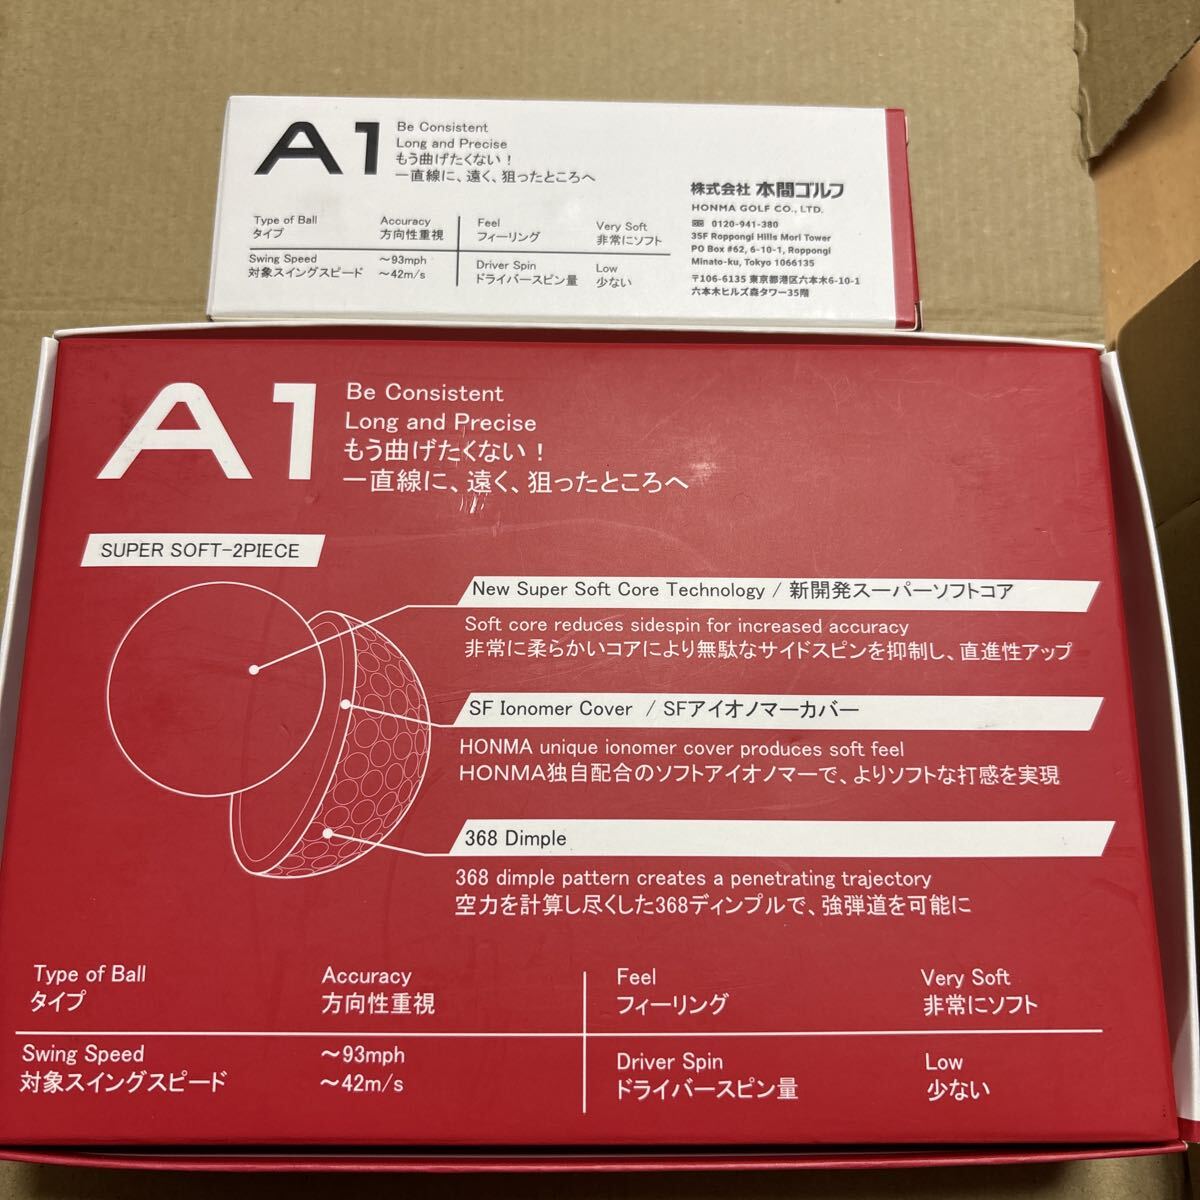 A1
Be Consistent
Long and Precise
もう曲げたくない！
一直線に、遠く、狙ったところへ
Type of Ball
タイプ
Accuracy
方向性重視
Feel
フィーリング
Very Soft
非常にソフト
Swing Speed
対象スイングスピード
～93mph
～42m/s
Driver Spin
ドライバースピン量
Low
少ない
株式会社 本間ゴルフ
HONMA GOLF CO., LTD.
0120-941-380
35F Roppongi Hills Mori Tower
PO Box #62, 6-10-1, Roppongi
Minato-ku, Tokyo 1066135
〒106-6135 東京都港区六本木6-10-1
六本木ヒルズ森タワー35階
A1
Be Consistent
Long and Precise
もう曲げたくない！
一直線に、遠く、狙ったところへ
SUPER SOFT-2PIECE
New Super Soft Core Technology / 新開発スーパーソフトコア
Soft core reduces sidespin for increased accuracy
非常に柔らかいコアにより無駄なサイドスピンを抑制し、直進性アップ
SF Ionomer Cover / SFアイオノマーカバー
HONMA unique ionomer cover produces soft feel
HONMA独自配合のソフトアイオノマーで、よりソフトな打感を実現
368 Dimple
368 dimple pattern creates a penetrating trajectory
空力を計算し尽くした368ディンプルで、強弾道を可能に
Type of Ball
タイプ
Accuracy
方向性重視
Feel
フィーリング
Very Soft
非常にソフト
Swing Speed
対象スイングスピード
～93mph
～42m/s
Driver Spin
ドライバースピン量
Low
少ない